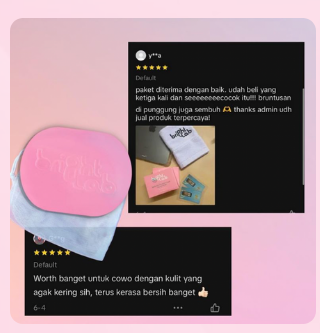 y**a
Default
paket diterima dengan baik. udah beli yang
ketiga kali dan seeeeeeecocok itu!!! bruntusan
di punggung juga sembuh 🫶 thanks admin udh
jual produk terpercaya!
Default
Worth banget untuk cowo dengan kulit yang
agak kering sih, terus kerasa bersih banget 👍🏻
6-4